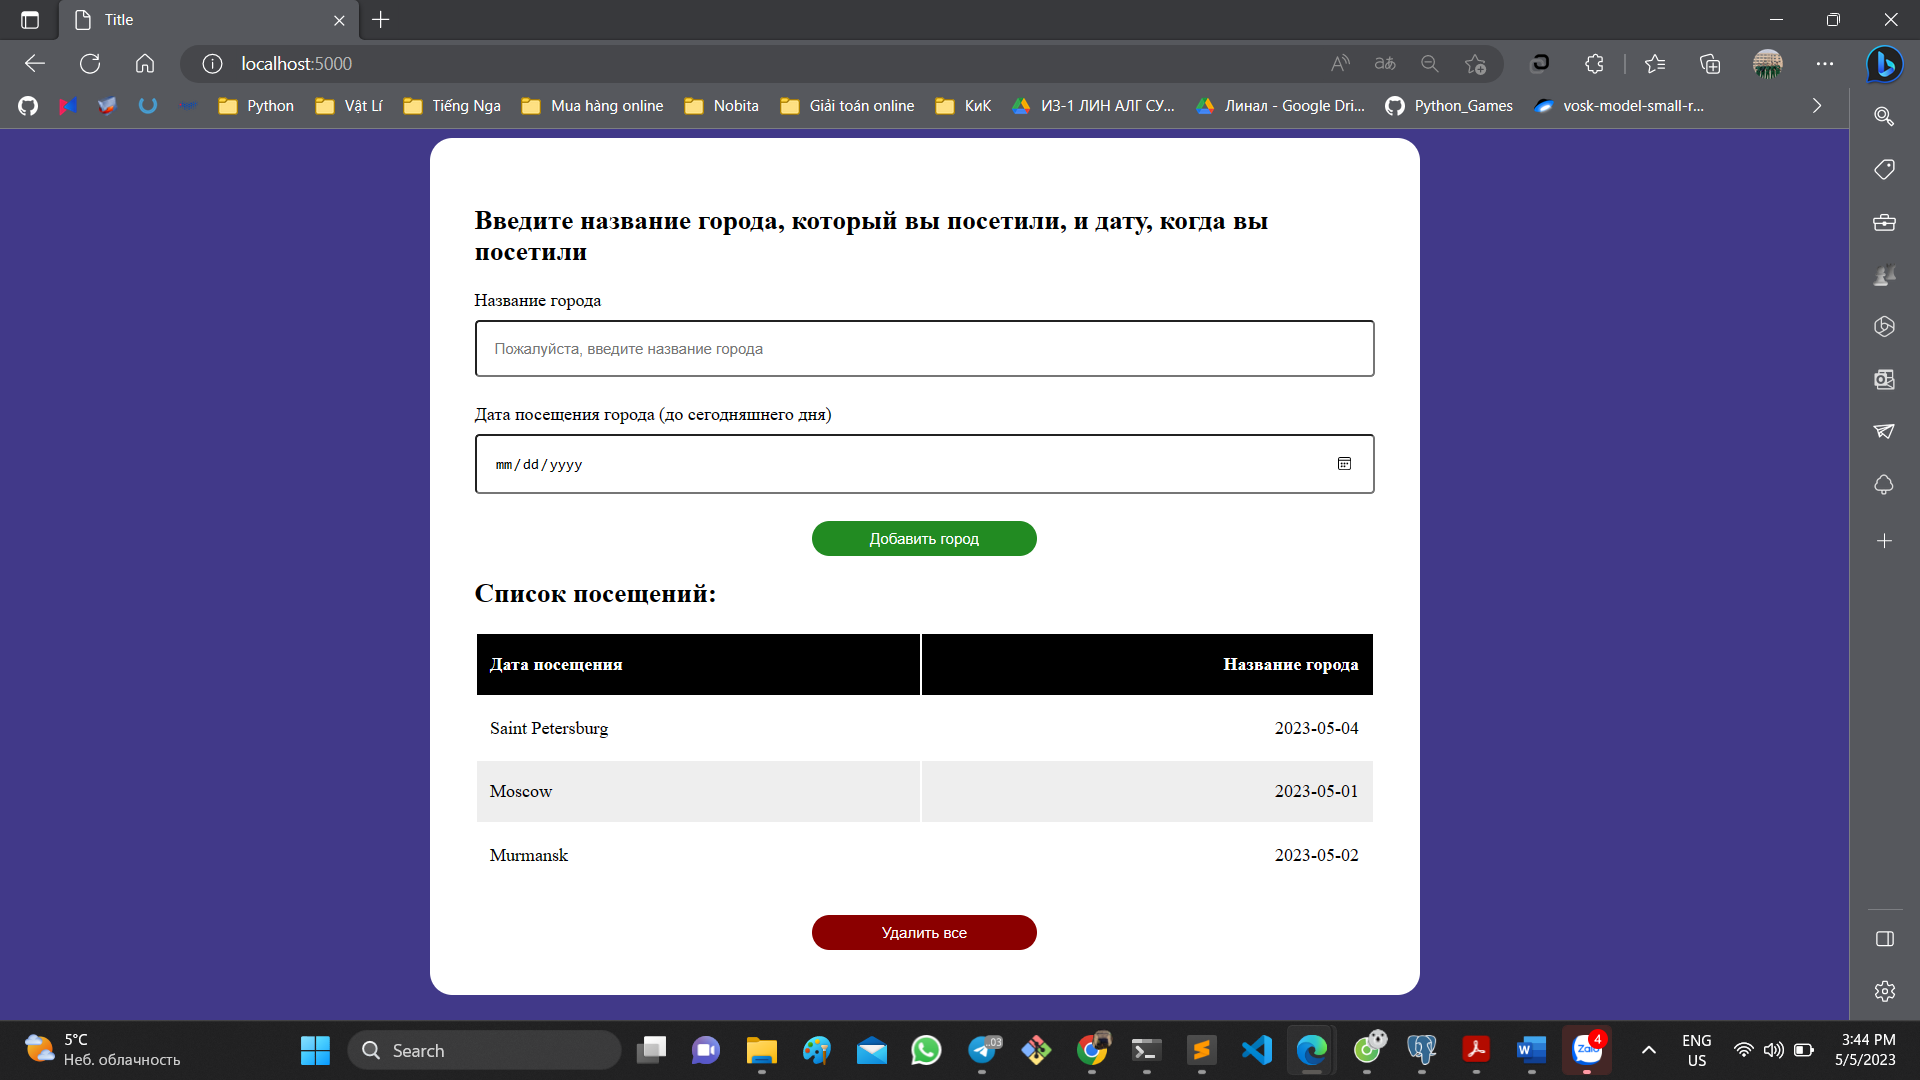 Title
localhost:5000
Python
Vật Lí
Tiếng Nga
Mua hàng online
Nobita
Giải toán online
КиК
ИЗ-1 ЛИН АЛГ СУ...
Линал - Google Dri...
Python_Games
vosk-model-small-r...
Введите название города, который вы посетили, и дату, когда вы
посетили
Название города
Пожалуйста, введите название города
Дата посещения города (до сегодняшнего дня)
mm/dd/yyyy
Добавить город
Список посещений:
Дата посещения Название города
Saint Petersburg 2023-05-04
Moscow 2023-05-01
Murmansk 2023-05-02
Удалить все
5°C
Неб. облачность
Search
.03
Zalo
4
ENG
US
3:44 PM
5/5/2023